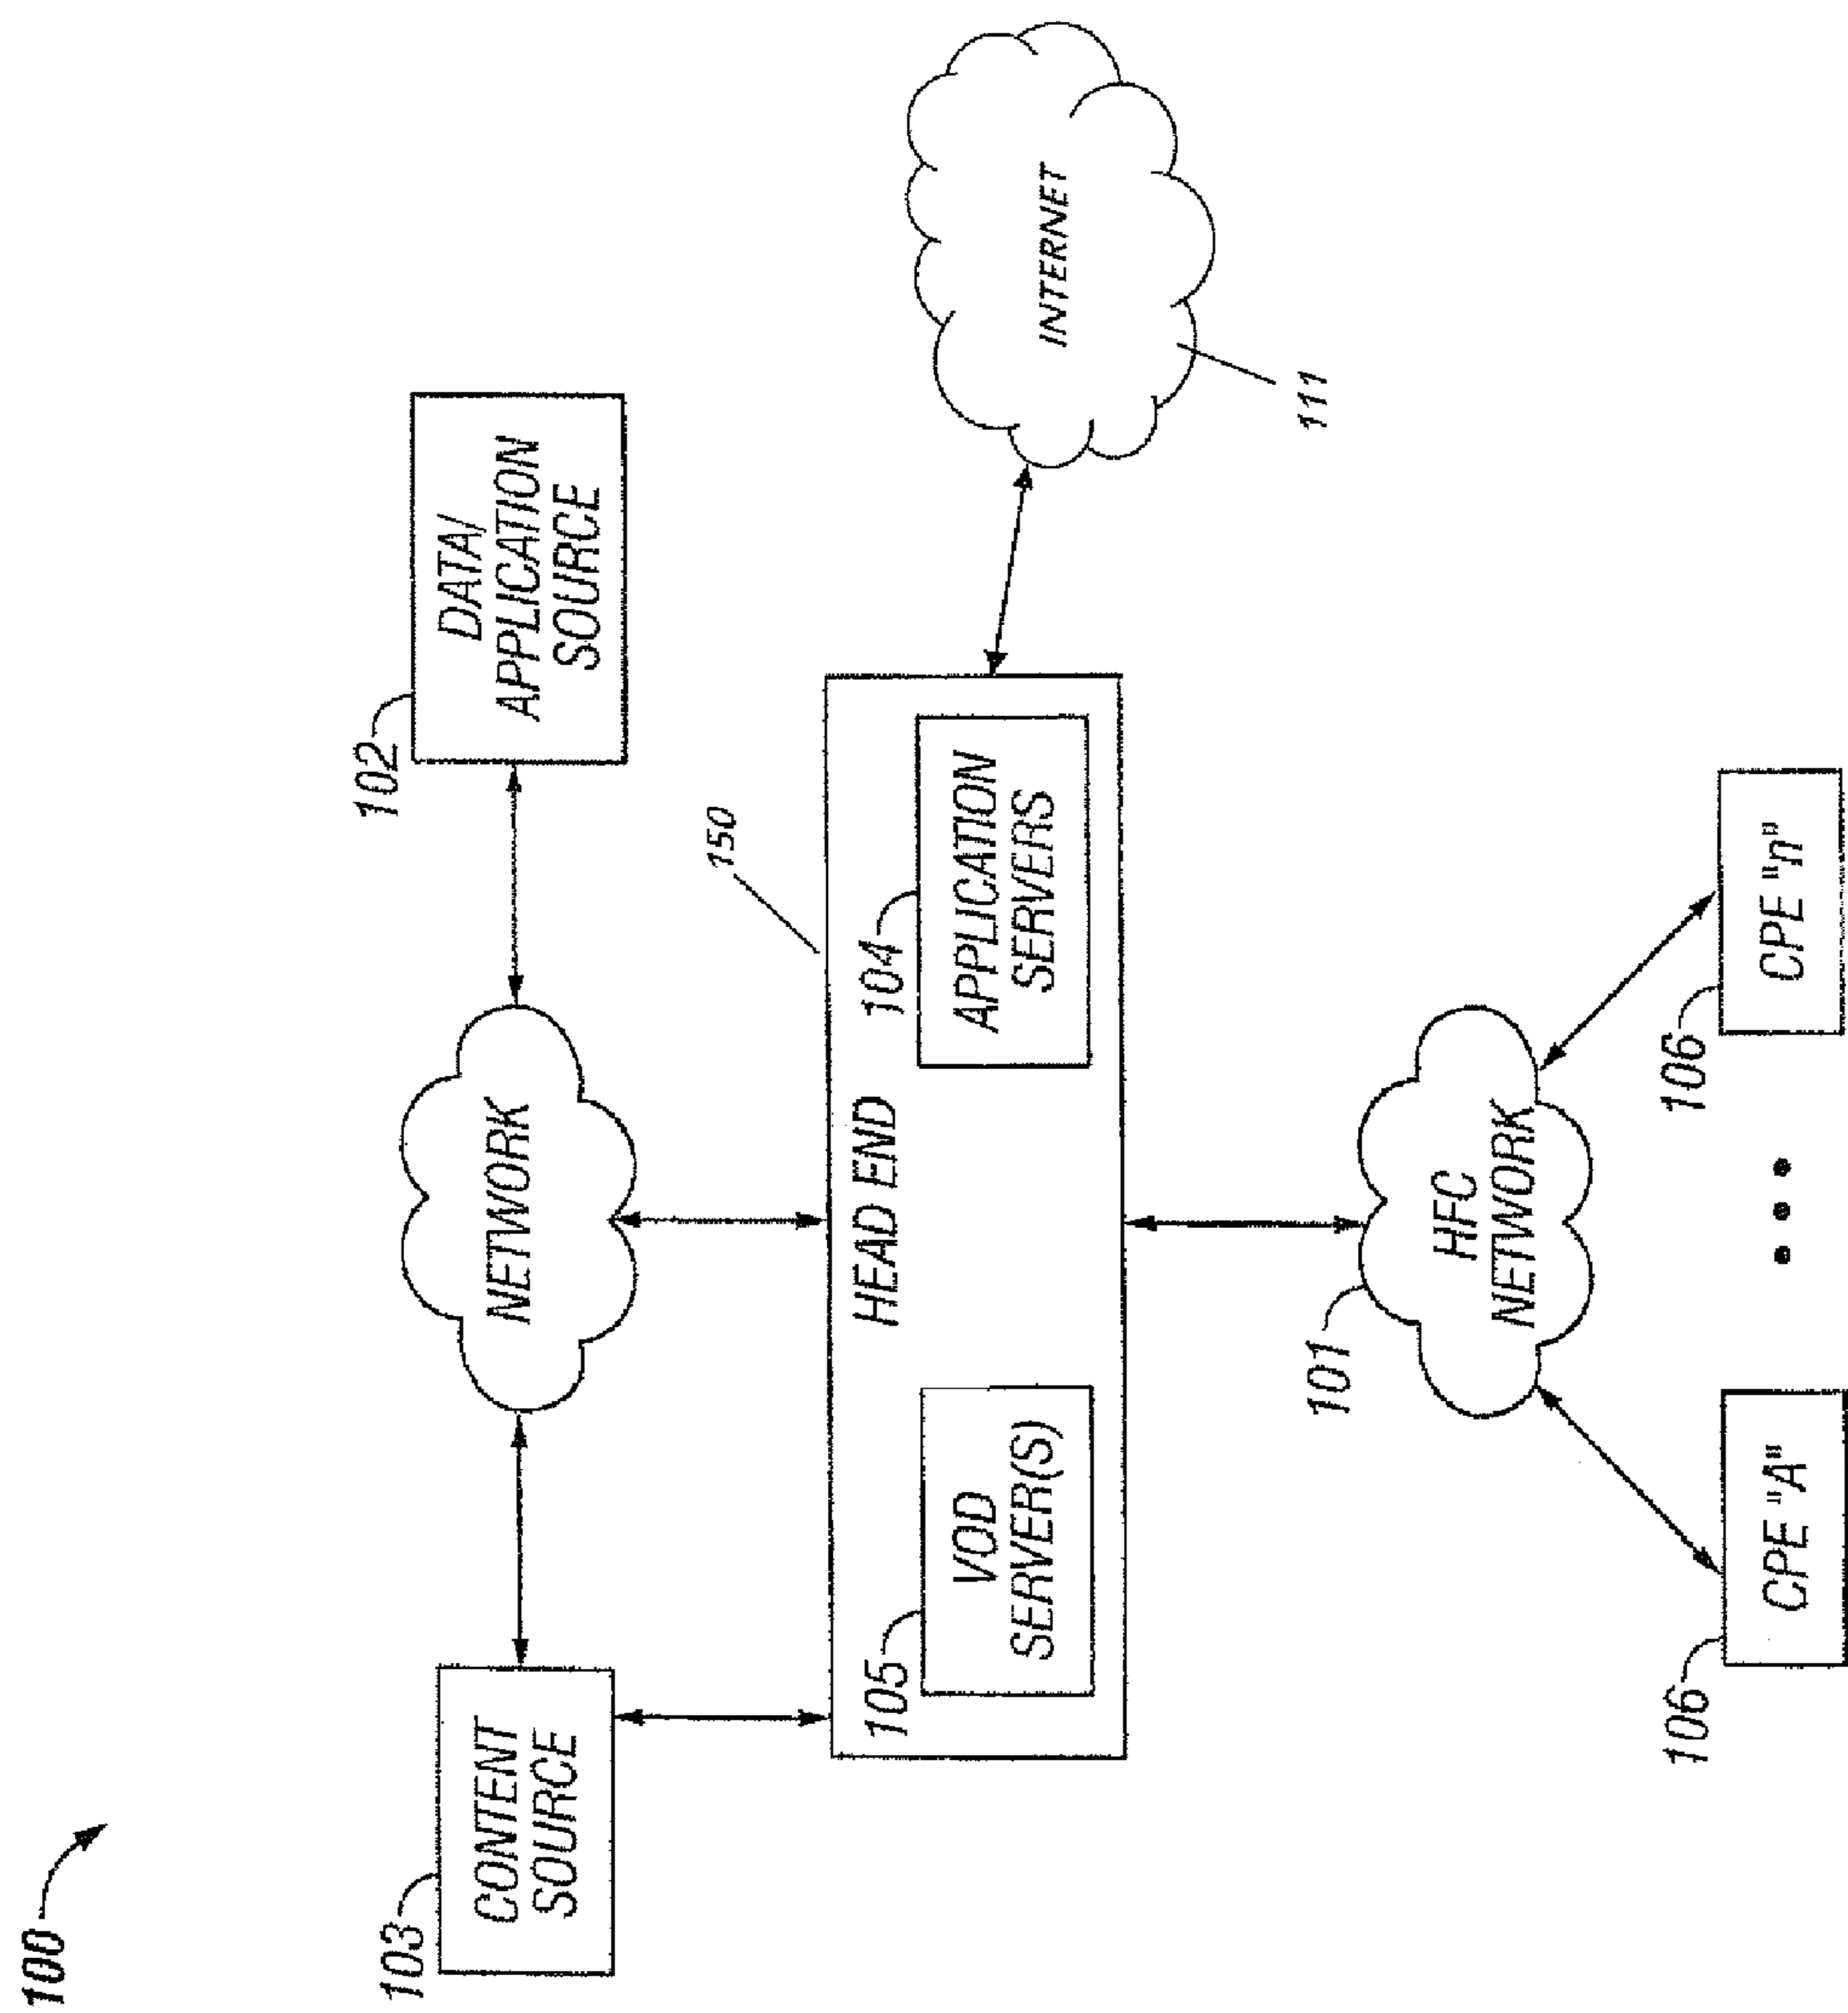 100
103
CONTENT
SOURCE
NETWORK
102
DATA/
APPLICATION
SOURCE
150
HEAD END
105
VOD
SERVER(S)
104
APPLICATION
SERVERS
INTERNET
111
101
HFC
NETWORK
106
CPE "A"
106
CPE "n"